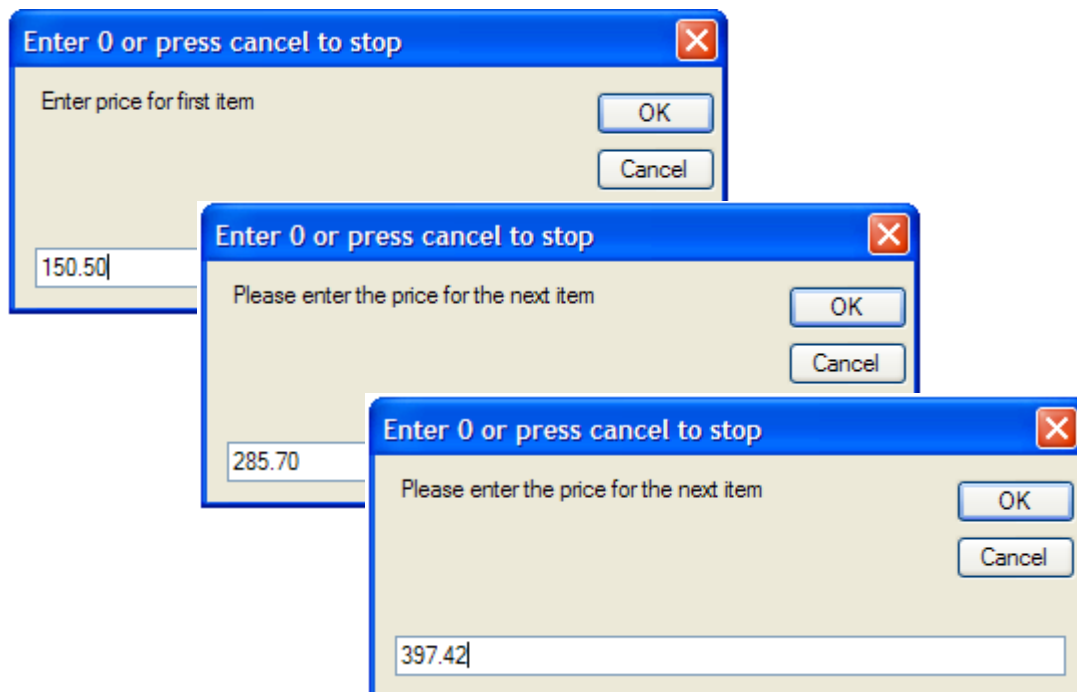 Enter 0 or press cancel to stop
Enter price for first item
OK
Cancel
150.50
Enter 0 or press cancel to stop
Please enter the price for the next item
OK
Cancel
285.70
Enter 0 or press cancel to stop
Please enter the price for the next item
OK
Cancel
397.42